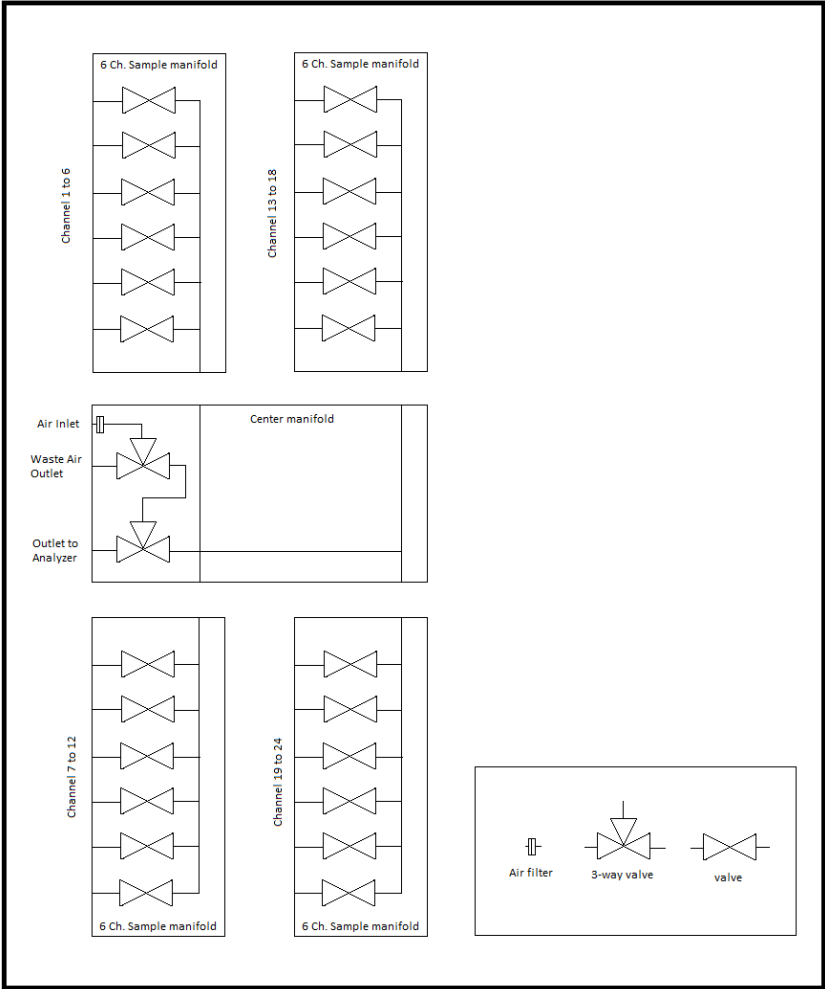 6 Ch. Sample manifold
6 Ch. Sample manifold
Channel 1 to 6
Channel 13 to 18
Center manifold
Air Inlet
Waste Air
Outlet
Outlet to
Analyzer
Channel 7 to 12
Channel 19 to 24
6 Ch. Sample manifold
6 Ch. Sample manifold
Air filter
3-way valve
valve